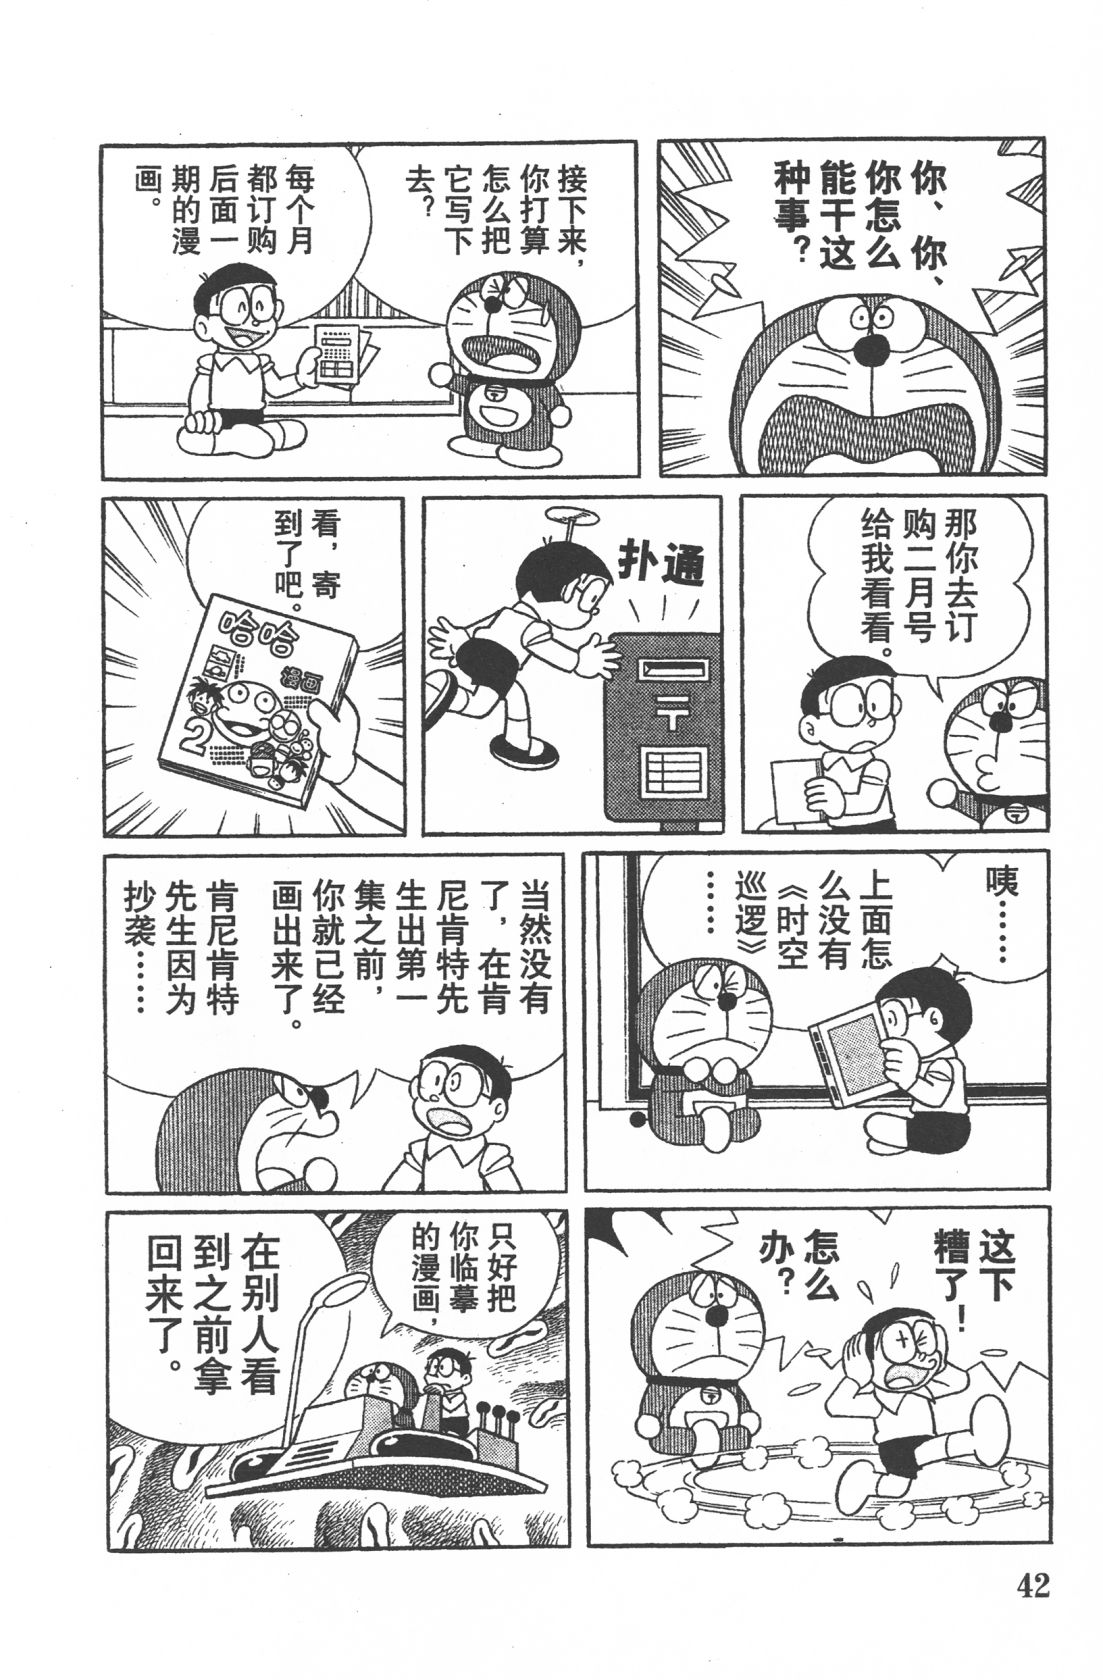 你、你、
你怎么
能干这
种事？
接下来，
你打算
怎么把
它写下
去？
每个月
都订购
后面一
期的漫
画。
那你去订
购二月号
给我看看。
扑通
看，寄
到了吧。
哈哈
漫画
2
咦……
上面怎
么没有
《时空
巡逻》
……
当然没有
了，在肯
尼肯特先
生出第一
集之前，
你就已经
画出来了。
肯尼肯特
先生因为
抄袭……
这下
糟了！
怎么
办？
只好把
你临摹
的漫画，
在别人看
到之前拿
回来了。
42